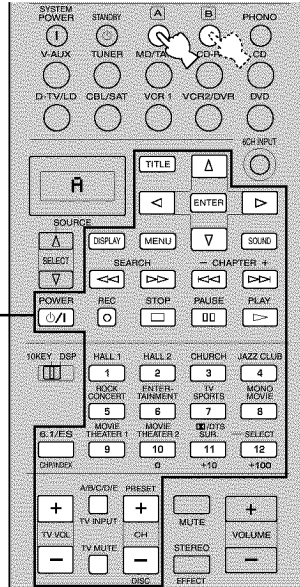 SYSTEM POWER STANDBY A B PHONO
V-AUX TUNER MD/TA CD-R CD
D-TV/LD CBL/SAT VCR 1 VCR2/DVR DVD
6CH INPUT
TITLE
A
ENTER
SOURCE
SELECT
DISPLAY MENU SOUND
SEARCH – CHAPTER +
POWER REC STOP PAUSE PLAY
10KEY DSP HALL 1 HALL 2 CHURCH JAZZ CLUB
1 2 3 4
ROCK CONCERT ENTER-TAINMENT TV SPORTS MONO MOVIE
5 6 7 8
MOVIE THEATER 1 MOVIE THEATER 2 /DTS SUR. SELECT
6.1/ES 9 10 11 12
CHP/INDEX 0 +10 +100
A/B/C/D/E PRESET
+ TV INPUT + +
TV VOL CH MUTE VOLUME
– TV MUTE – STEREO –
DISC EFFECT